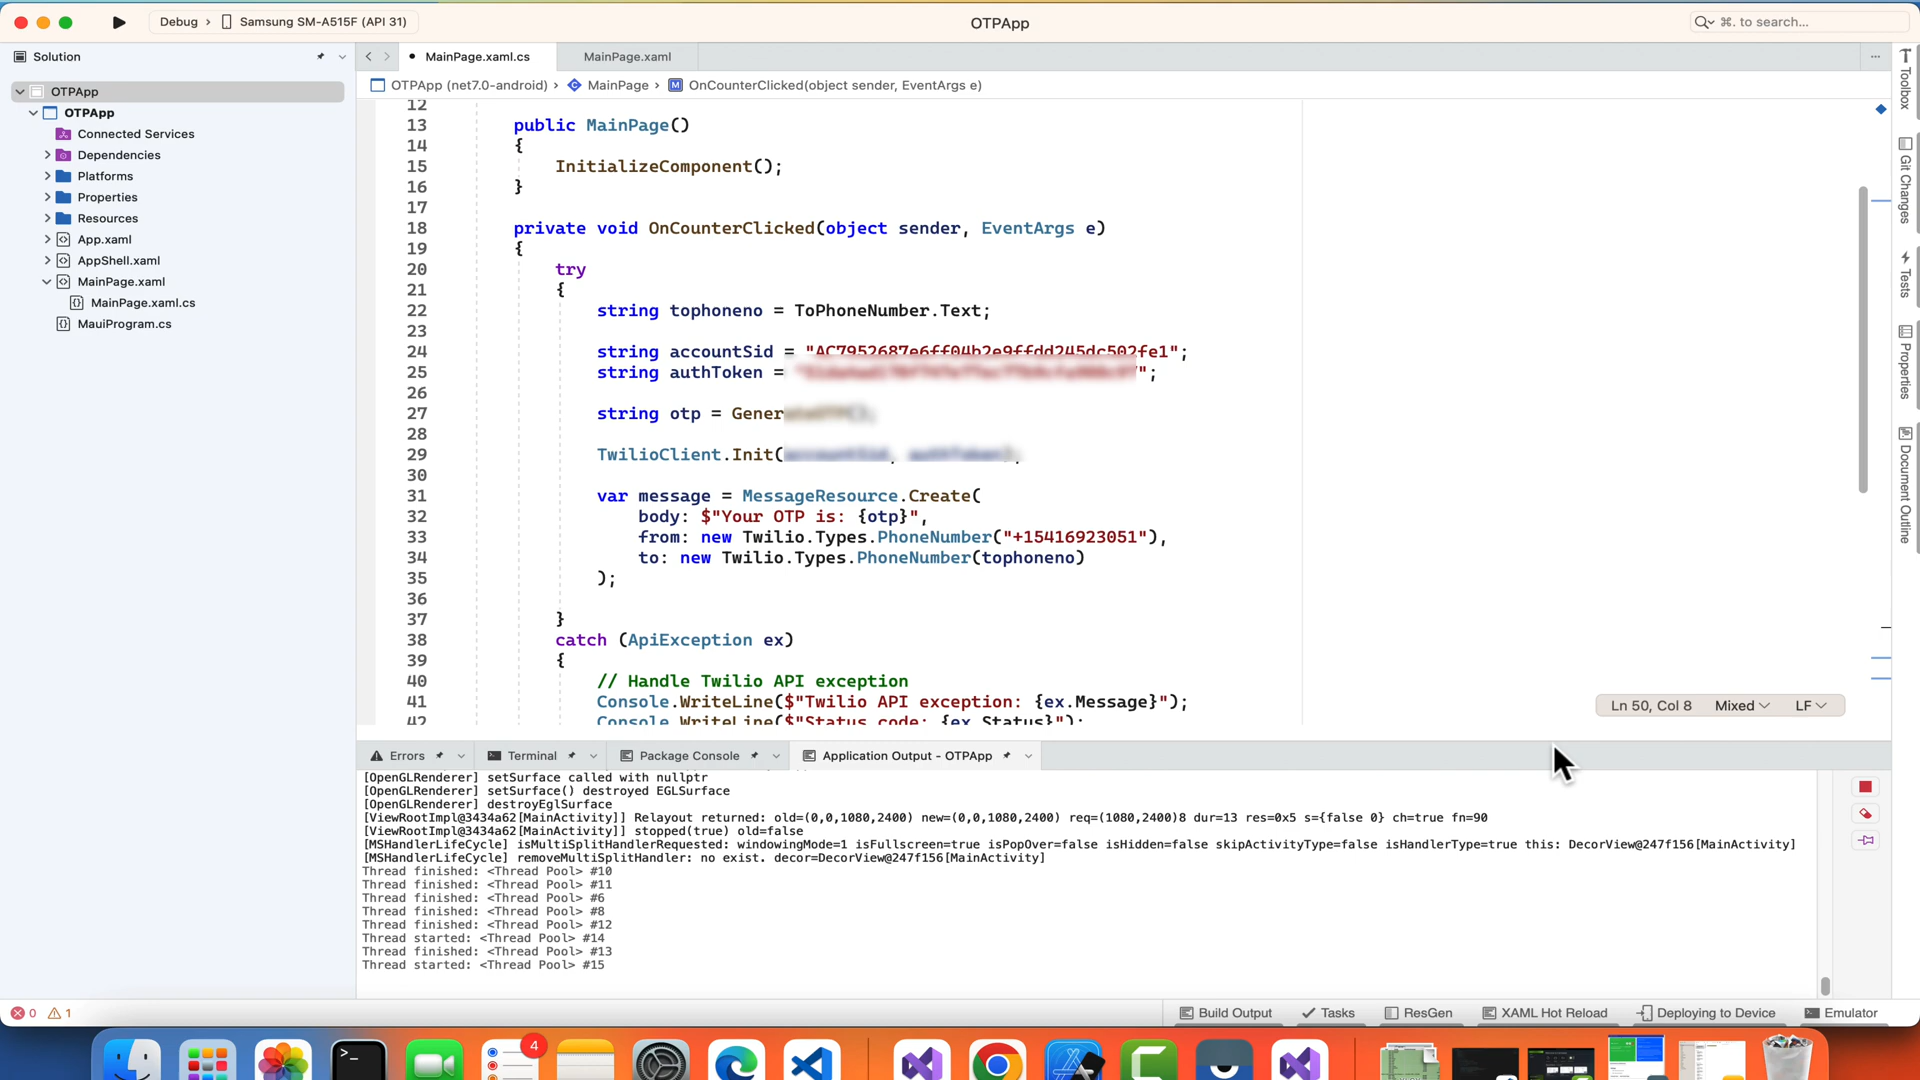 Debug › Samsung SM-A515F (API 31)
OTPApp
⌘. to search...
Solution
MainPage.xaml.cs
MainPage.xaml
OTPApp (net7.0-android) › MainPage › OnCounterClicked(object sender, EventArgs e)
OTPApp
OTPApp
Connected Services
Dependencies
Platforms
Properties
Resources
App.xaml
AppShell.xaml
MainPage.xaml
MainPage.xaml.cs
MauiProgram.cs
12
13 public MainPage()
14 {
15 InitializeComponent();
16 }
17
18 private void OnCounterClicked(object sender, EventArgs e)
19 {
20 try
21 {
22 string tophoneno = ToPhoneNumber.Text;
23
24 string accountSid = "AC7952687e6ff04b2e9ffdd245dc502fe1";
25 string authToken = ";
26
27 string otp = Gener
28
29 TwilioClient.Init(
30
31 var message = MessageResource.Create(
32 body: $"Your OTP is: {otp}",
33 from: new Twilio.Types.PhoneNumber("+15416923051"),
34 to: new Twilio.Types.PhoneNumber(tophoneno)
35 );
36
37 }
38 catch (ApiException ex)
39 {
40 // Handle Twilio API exception
41 Console.WriteLine($"Twilio API exception: {ex.Message}");
42 Console.WriteLine($"Status code: {ex.Status}");
Ln 50, Col 8 Mixed LF
Toolbox
Git Changes
Tests
Properties
Document Outline
Errors
Terminal
Package Console
Application Output - OTPApp
[OpenGLRenderer] setSurface called with nullptr
[OpenGLRenderer] setSurface() destroyed EGLSurface
[OpenGLRenderer] destroyEglSurface
[ViewRootImpl@3434a62[MainActivity]] Relayout returned: old=(0,0,1080,2400) new=(0,0,1080,2400) req=(1080,2400)8 dur=13 res=0x5 s={false 0} ch=true fn=90
[ViewRootImpl@3434a62[MainActivity]] stopped(true) old=false
[MSHandlerLifeCycle] isMultiSplitHandlerRequested: windowingMode=1 isFullscreen=true isPopOver=false isHidden=false skipActivityType=false isHandlerType=true this: DecorView@247f156[MainActivity]
[MSHandlerLifeCycle] removeMultiSplitHandler: no exist. decor=DecorView@247f156[MainActivity]
Thread finished: <Thread Pool> #10
Thread finished: <Thread Pool> #11
Thread finished: <Thread Pool> #6
Thread finished: <Thread Pool> #8
Thread finished: <Thread Pool> #12
Thread started: <Thread Pool> #14
Thread finished: <Thread Pool> #13
Thread started: <Thread Pool> #15
0 1
Build Output
Tasks
ResGen
XAML Hot Reload
Deploying to Device
Emulator
4